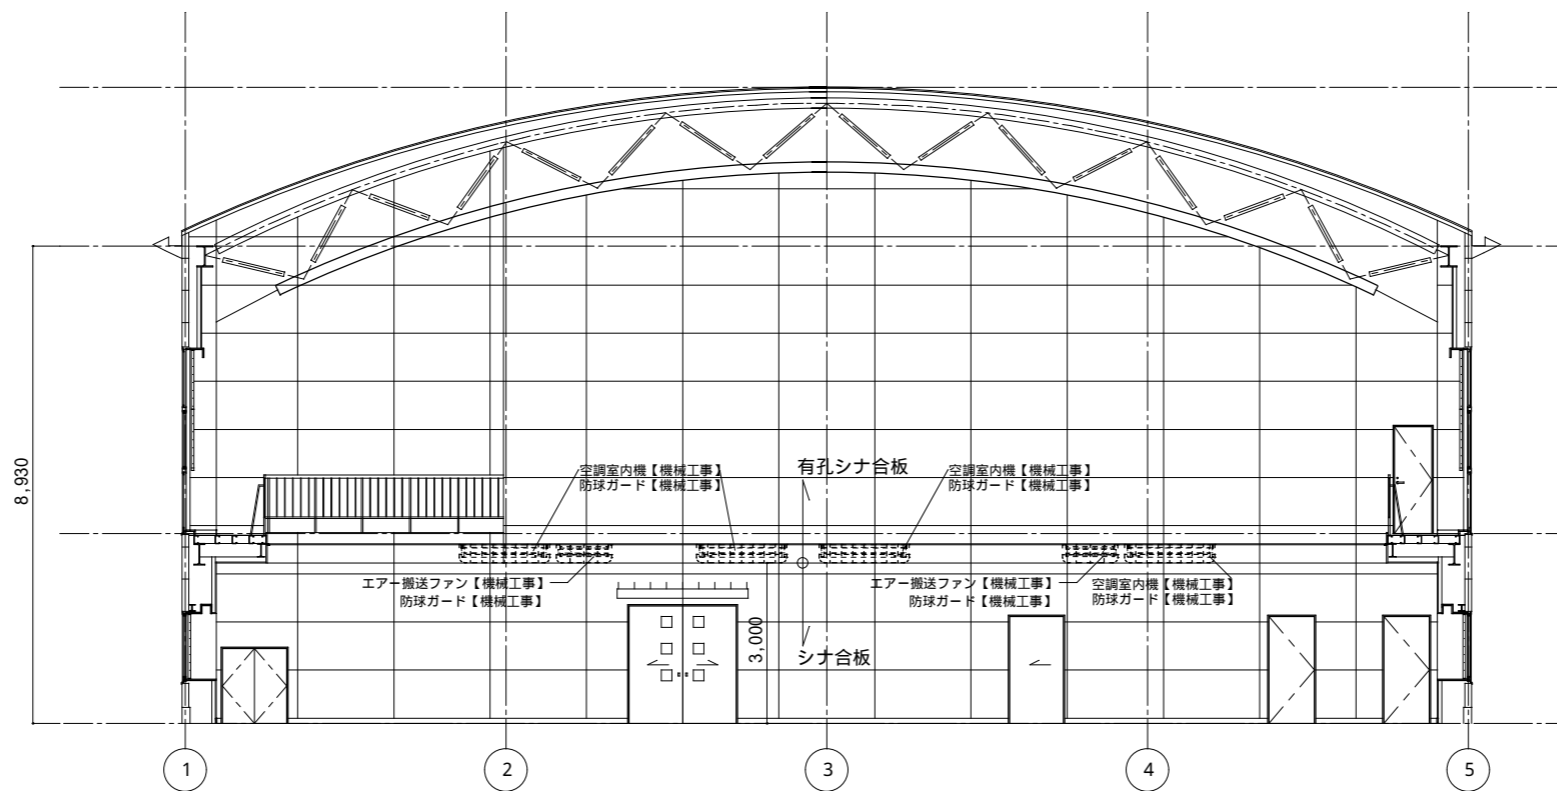 8,930
空調室内機【機械工事】
防球ガード【機械工事】
有孔シナ合板
空調室内機【機械工事】
防球ガード【機械工事】
エアー搬送ファン【機械工事】
防球ガード【機械工事】
エアー搬送ファン【機械工事】
防球ガード【機械工事】
空調室内機【機械工事】
防球ガード【機械工事】
3,000
シナ合板
1
2
3
4
5